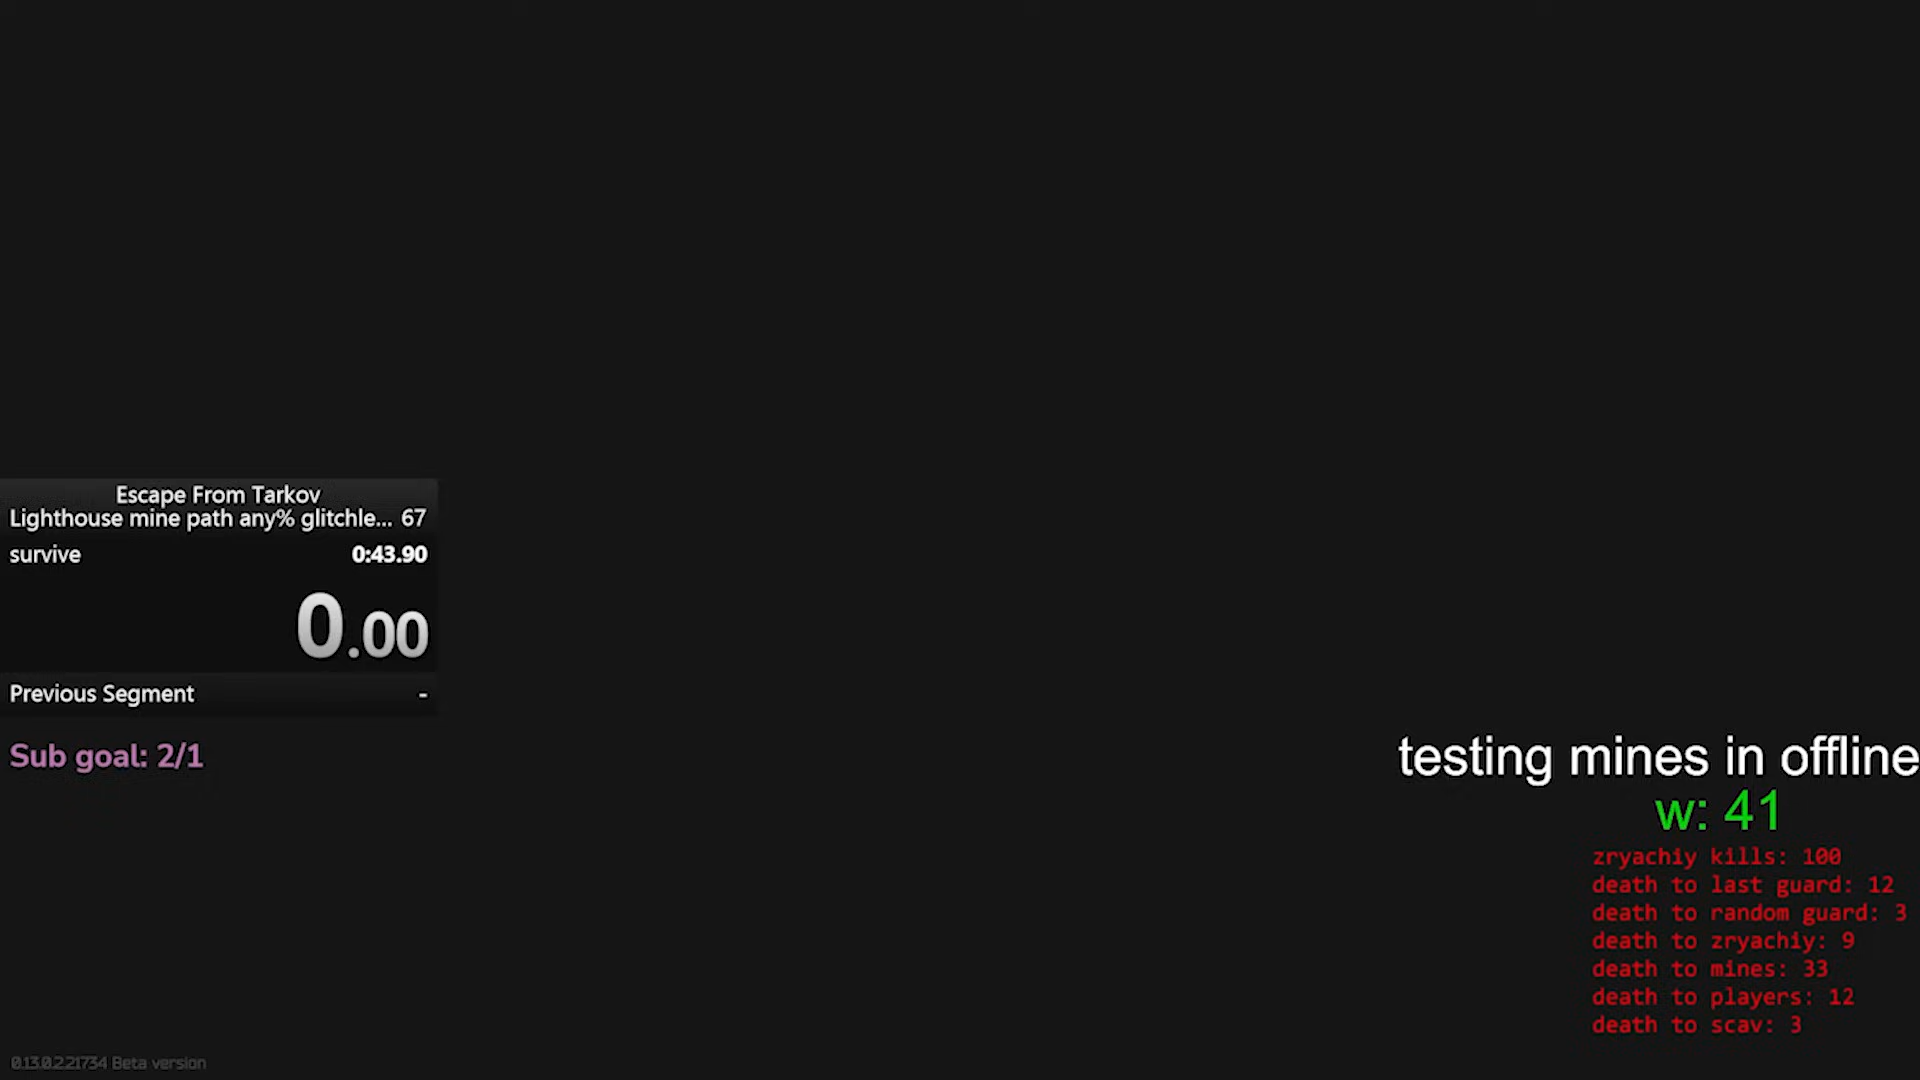 Escape From Tarkov
Lighthouse mine path any% glitchle... 67
survive 0:43.90
0.00
Previous Segment -
Sub goal: 2/1
testing mines in offline
w: 41
zryachiy kills: 100
death to last guard: 12
death to random guard: 3
death to zryachiy: 9
death to mines: 33
death to players: 12
death to scav: 3
0.13.0.2.21734 Beta version